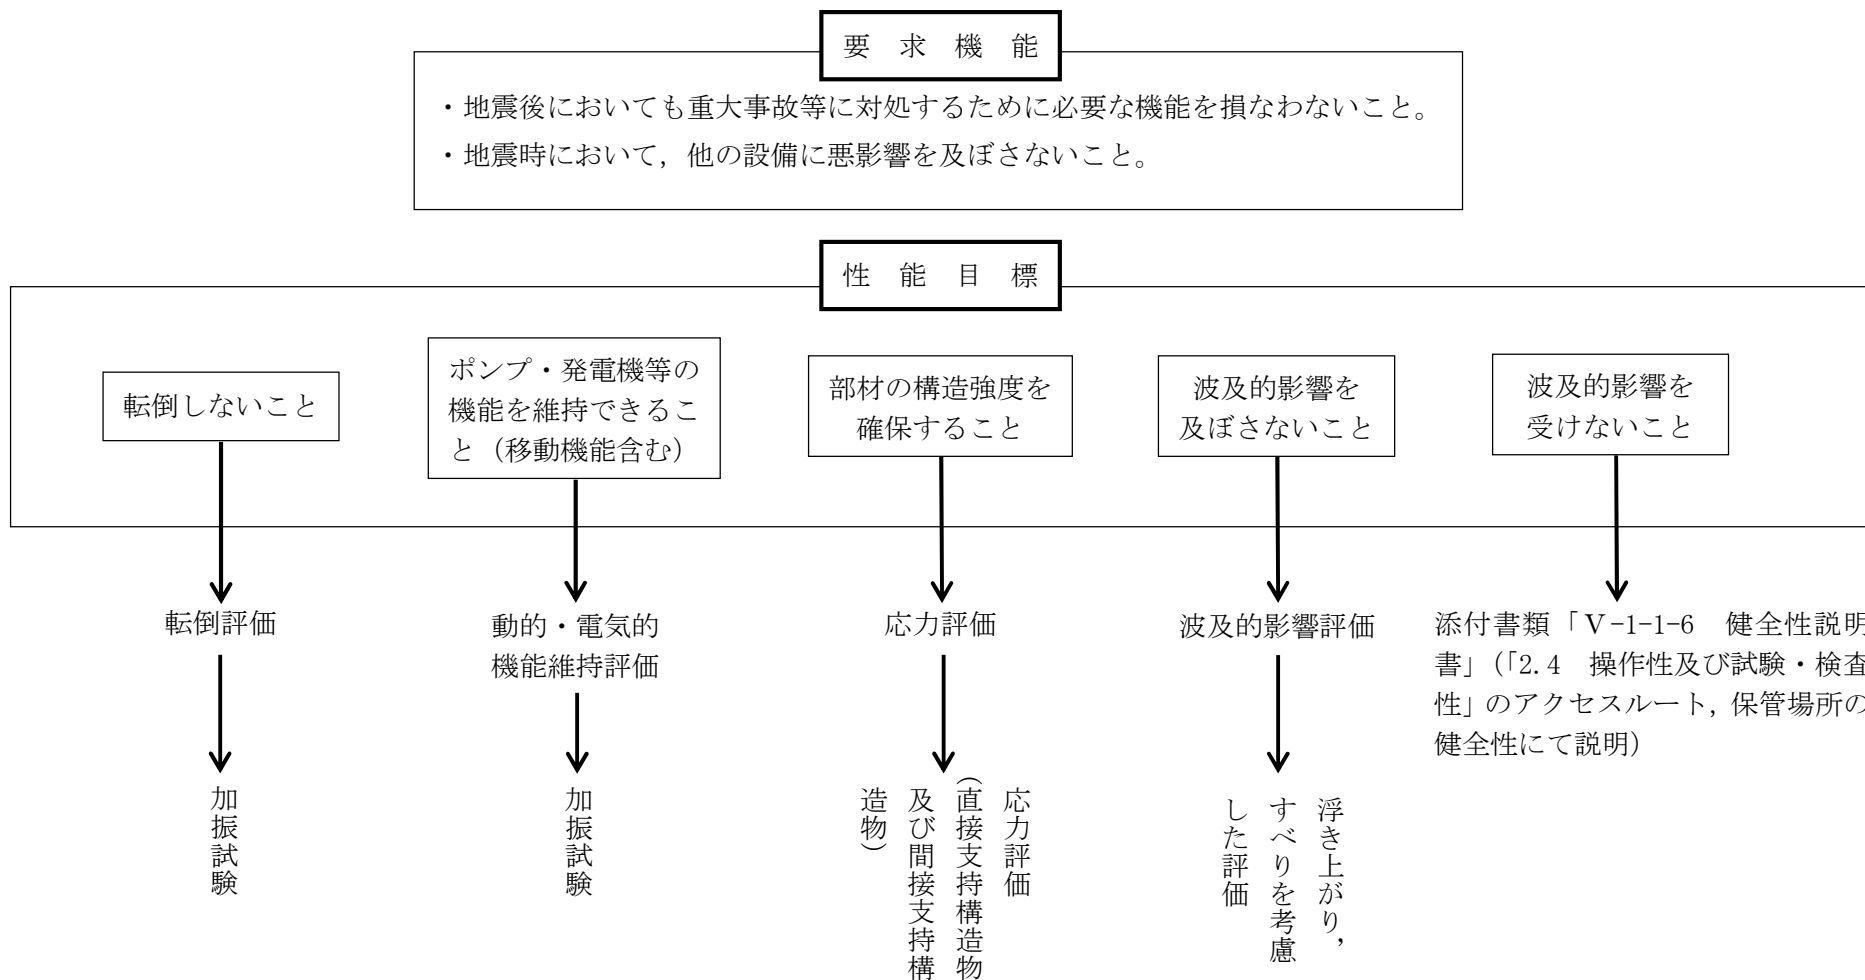 要求機能
・地震後においても重大事故等に対処するために必要な機能を損なわないこと。
・地震時において，他の設備に悪影響を及ぼさないこと。
性能目標
転倒しないこと
ポンプ・発電機等の
機能を維持できるこ
と（移動機能含む）
部材の構造強度を
確保すること
波及的影響を
及ぼさないこと
波及的影響を
受けないこと
転倒評価
動的・電気的
機能維持評価
応力評価
波及的影響評価
添付書類「Ⅴ-1-1-6　健全性説明
書」（「2.4　操作性及び試験・検査
性」のアクセスルート，保管場所の
健全性にて説明）
加振試験
加振試験
応力評価
（直接支持構造物
及び間接支持構
造物）
浮き上がり，
すべりを考慮
した評価